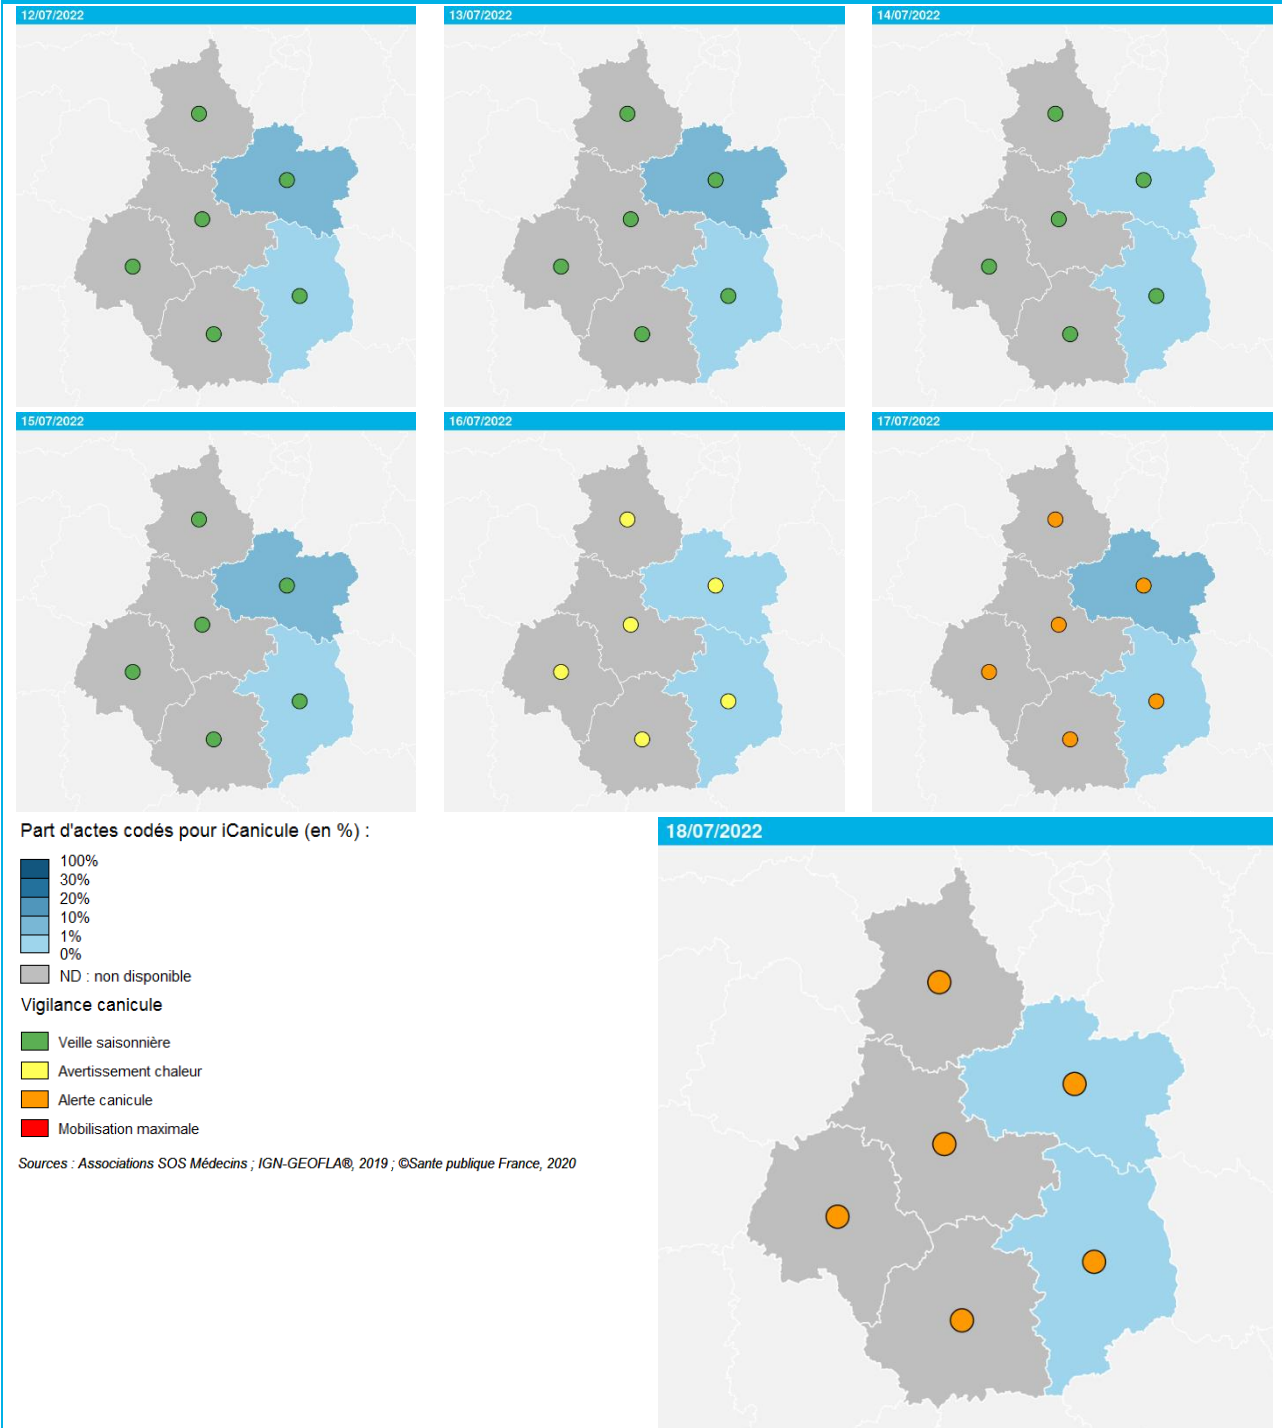 12/07/2022
13/07/2022
14/07/2022
15/07/2022
16/07/2022
17/07/2022
Part d'actes codés pour iCanicule (en %) :
100%
30%
20%
10%
1%
0%
ND : non disponible
Vigilance canicule
Veille saisonnière
Avertissement chaleur
Alerte canicule
Mobilisation maximale
Sources : Associations SOS Médecins ; IGN-GEOFLA®, 2019 ; ©Sante publique France, 2020
18/07/2022